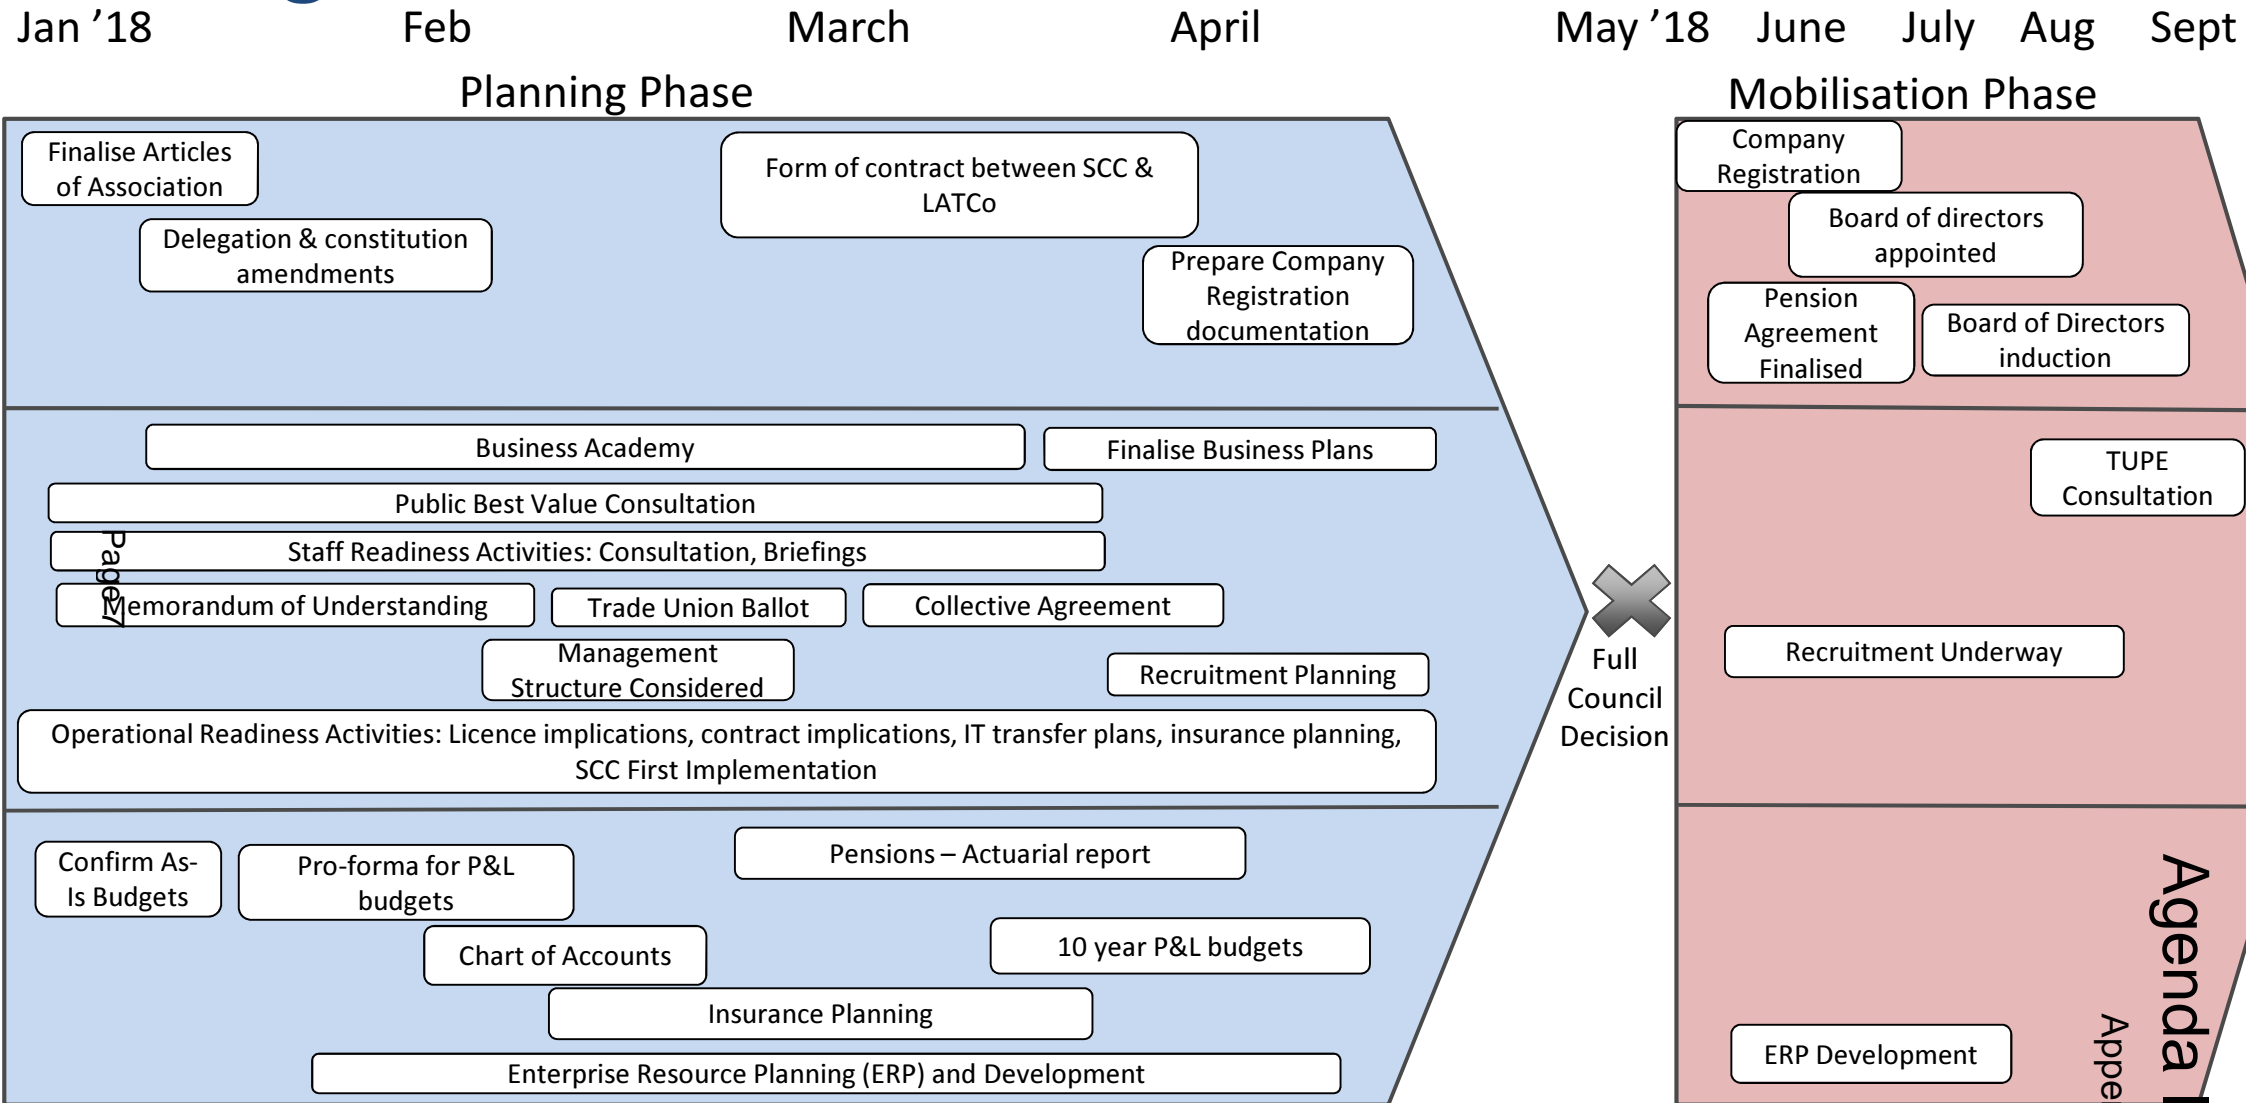 Jan ’18 Feb March April May ’18 June July Aug Sept
Planning Phase
Mobilisation Phase
Finalise Articles
of Association
Delegation & constitution
amendments
Form of contract between SCC &
LATCo
Prepare Company
Registration
documentation
Business Academy
Finalise Business Plans
Public Best Value Consultation
Staff Readiness Activities: Consultation, Briefings
Memorandum of Understanding
Trade Union Ballot
Collective Agreement
Management
Structure Considered
Recruitment Planning
Operational Readiness Activities: Licence implications, contract implications, IT transfer plans, insurance planning,
SCC First Implementation
Confirm As-
Is Budgets
Pro-forma for P&L
budgets
Pensions – Actuarial report
Chart of Accounts
10 year P&L budgets
Insurance Planning
Enterprise Resource Planning (ERP) and Development
Page 7
Full
Council
Decision
Company
Registration
Board of directors
appointed
Pension
Agreement
Finalised
Board of Directors
induction
TUPE
Consultation
Recruitment Underway
ERP Development
Agenda
Appe